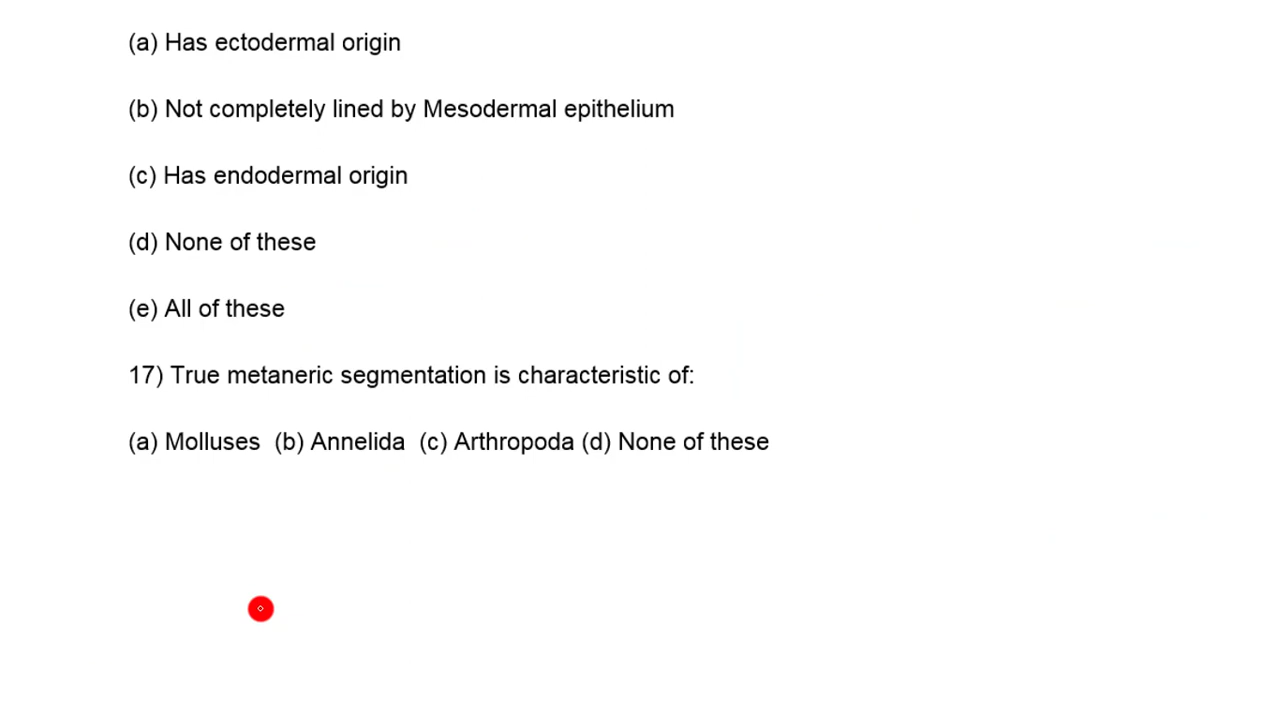 (a) Has ectodermal origin
(b) Not completely lined by Mesodermal epithelium
(c) Has endodermal origin
(d) None of these
(e) All of these
17) True metaneric segmentation is characteristic of:
(a) Molluses  (b) Annelida  (c) Arthropoda (d) None of these